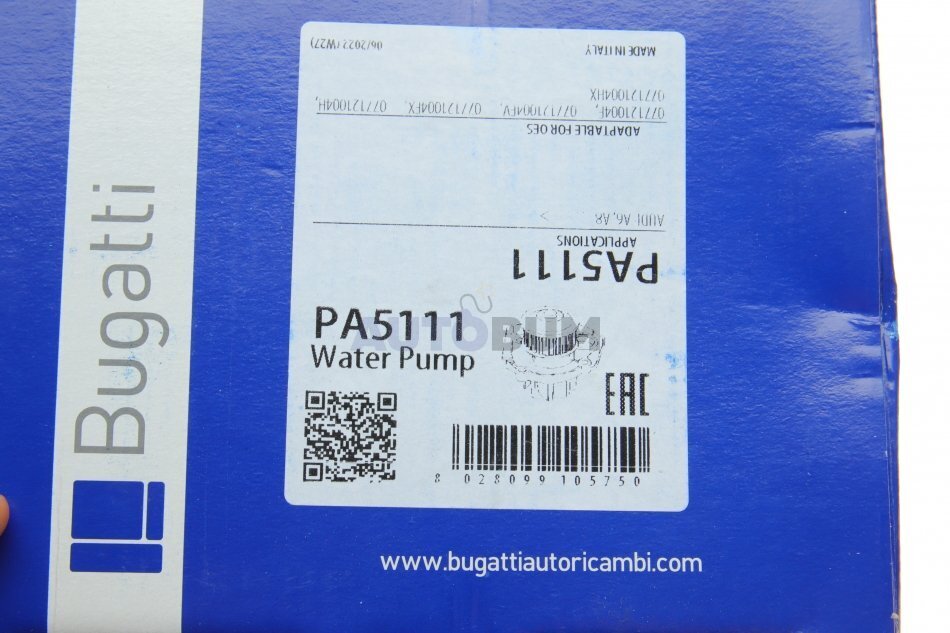 06/2022 (W27)
MADE IN ITALY
077121004F, 077121004FV, 077121004FX, 077121004H,
077121004HX
ADAPTABLE FOR OES
AUDI A6, A8 >
APPLICATIONS
PA5111
PA5111
AUTOBUM
Water Pump
EAC
8 028099 105750
www.bugattiautoricambi.com
Bugatti